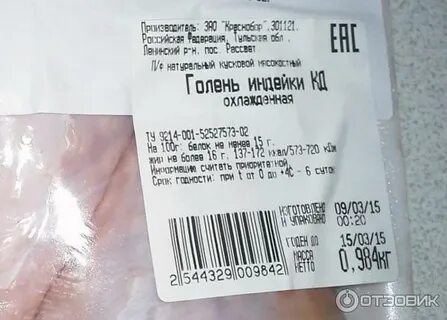 Производитель: ЗАО "Краснобор", 301121,
Российская Федерация, Тульская обл.,
Ленинский р-н, пос. Рассвет
ЕАС
П/ф натуральный кусковой мясокостный
Голень индейки КД
охлажденная
ТУ 9214-001-52527573-02
На 100г: белок не менее 15 г.
жир не более 16 г. 137-172 ккал/573-720 кДж
Информацию считать приоритетной.
Срок годности: при t от 0 до +4С - 6 суток
ИЗГОТОВЛЕНО 09/03/15
И УПАКОВАНО 00:20
ГОДЕН ДО 15/03/15
МАССА
НЕТТО 0,984кг
2 544329 009842
ОТЗОВИК